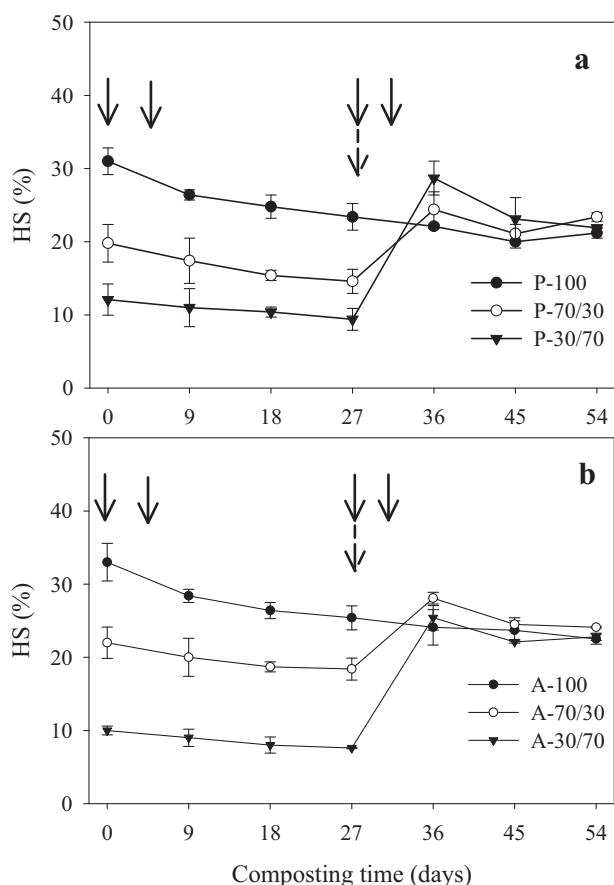 50
a
40
30
HS (%)
20
P-100
10
P-70/30
P-30/70
0
0 9 18 27 36 45 54
50
b
40
30
HS (%)
20
A-100
10
A-70/30
A-30/70
0
0 9 18 27 36 45 54
Composting time (days)